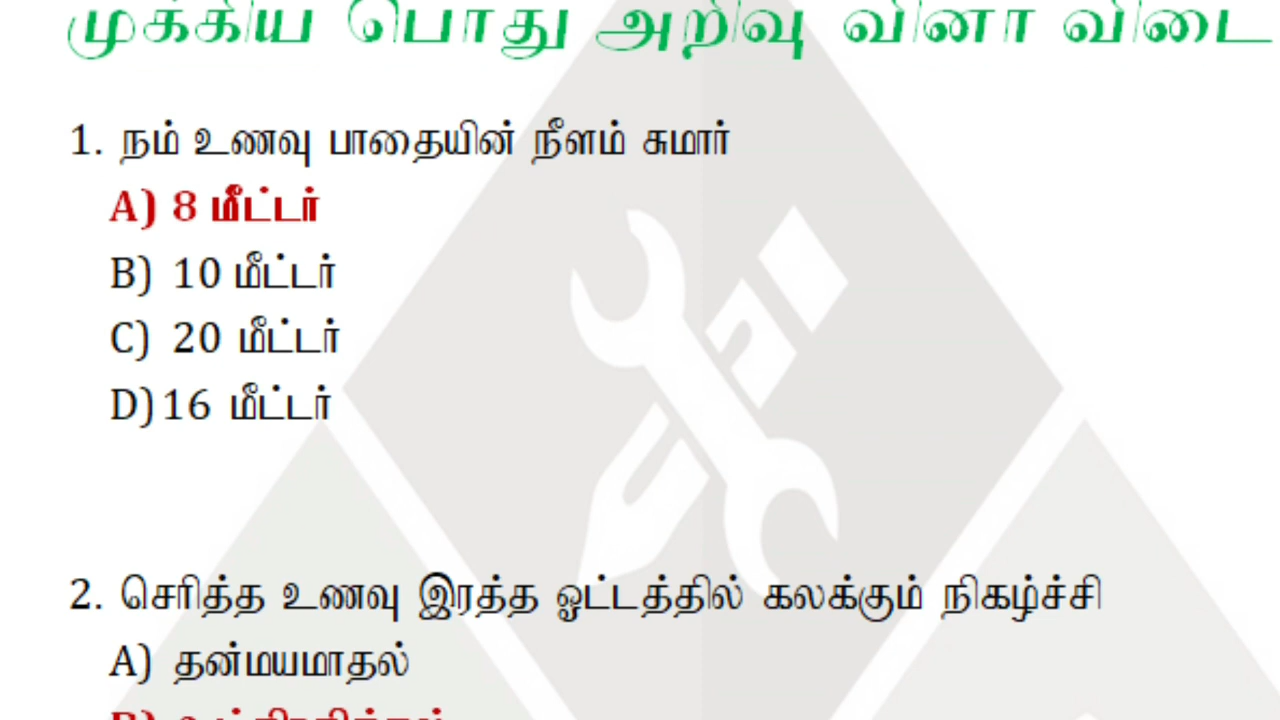 முக்கிய பொது அறிவு வினா விடை
1. நம் உணவு பாதையின் நீளம் சுமார்
A) 8 மீட்டர்
B) 10 மீட்டர்
C) 20 மீட்டர்
D)16 மீட்டர்
2. செரித்த உணவு இரத்த ஓட்டத்தில் கலக்கும் நிகழ்ச்சி
A) தன்மயமாதல்
B)